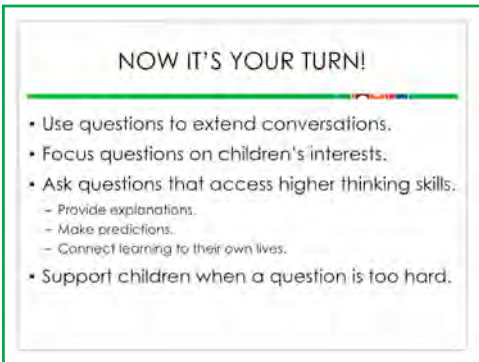 NOW IT'S YOUR TURN!
• Use questions to extend conversations.
• Focus questions on children's interests.
• Ask questions that access higher thinking skills.
– Provide explanations.
– Make predictions.
– Connect learning to their own lives.
• Support children when a question is too hard.